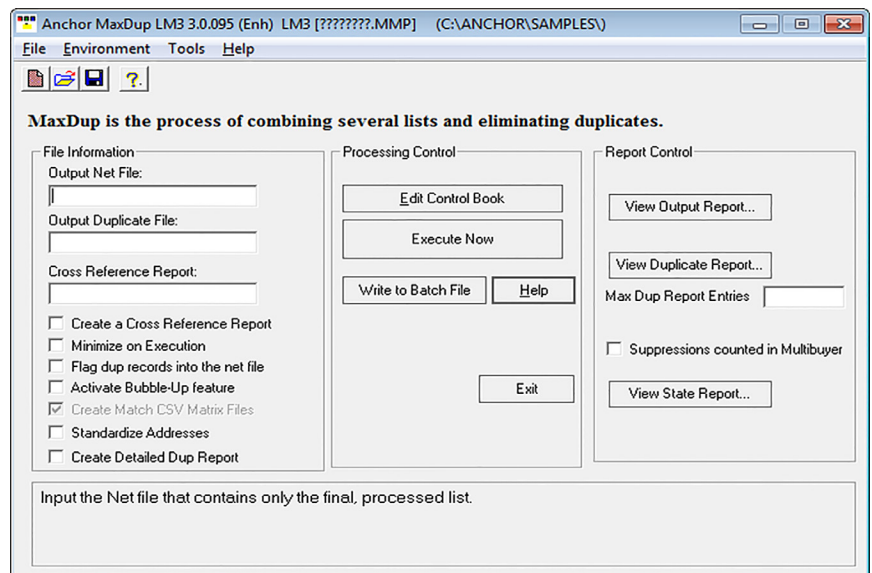 Anchor MaxDup LM3 3.0.095 (Enh) LM3 [????????.MMP] (C:\ANCHOR\SAMPLES\)
File Environment Tools Help
?.
MaxDup is the process of combining several lists and eliminating duplicates.
File Information
Output Net File:
Output Duplicate File:
Cross Reference Report:
Create a Cross Reference Report
Minimize on Execution
Flag dup records into the net file
Activate Bubble-Up feature
Create Match CSV Matrix Files
Standardize Addresses
Create Detailed Dup Report
Processing Control
Edit Control Book
Execute Now
Write to Batch File
Help
Exit
Report Control
View Output Report...
View Duplicate Report...
Max Dup Report Entries
Suppressions counted in Multibuyer
View State Report...
Input the Net file that contains only the final, processed list.